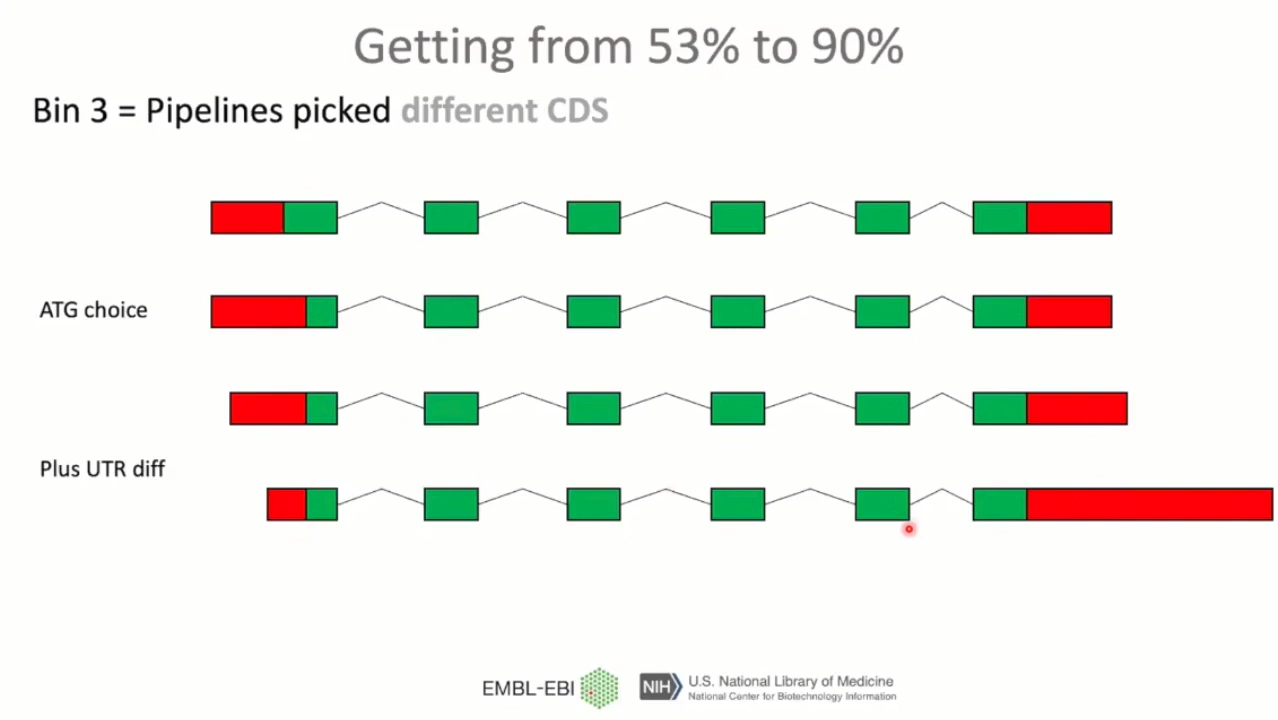 Getting from 53% to 90%
Bin 3 = Pipelines picked different CDS
ATG choice
Plus UTR diff
EMBL-EBI
NIH
U.S. National Library of Medicine
National Center for Biotechnology Information